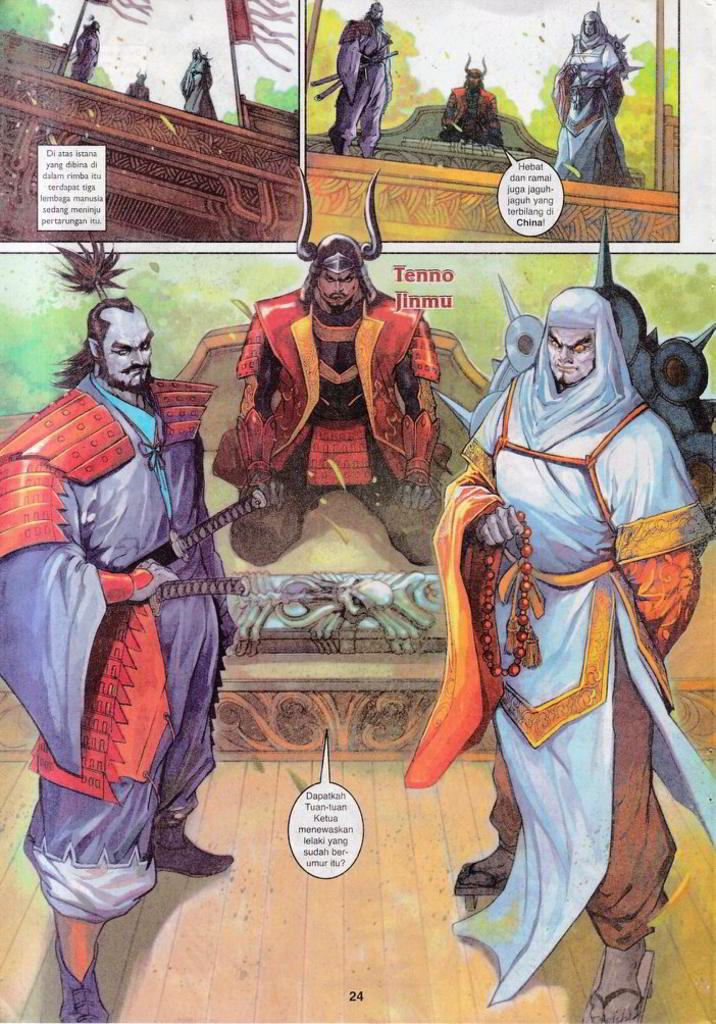 Di atas istana
yang dibina di
dalam rimba itu
terdapat tiga
lembaga manusia
sedang meninju
pertarungan itu.
Hebat
dan ramai
juga jaguh-
jaguh yang
terbilang di
China!
Tenno
Jinmu
Dapatkah
Tuan-tuan
Ketua
menewaskan
lelaki yang
sudah ber-
umur itu?
24